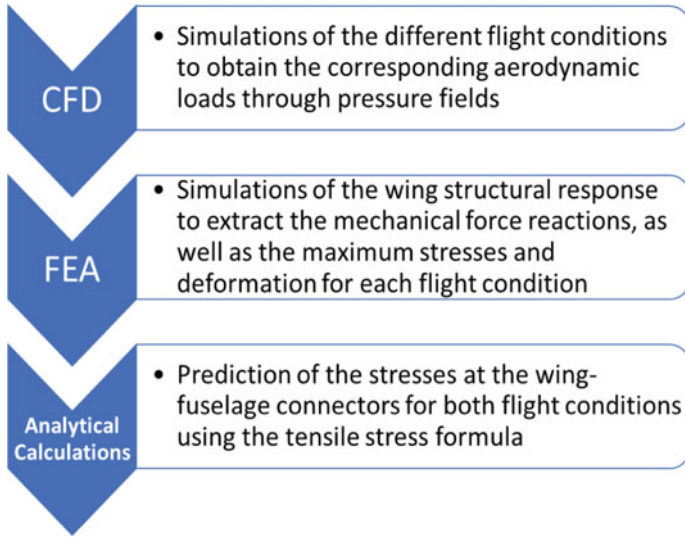 CFD
• Simulations of the different flight conditions
to obtain the corresponding aerodynamic
loads through pressure fields
FEA
• Simulations of the wing structural response
to extract the mechanical force reactions, as
well as the maximum stresses and
deformation for each flight condition
Analytical
Calculations
• Prediction of the stresses at the wing-
fuselage connectors for both flight conditions
using the tensile stress formula